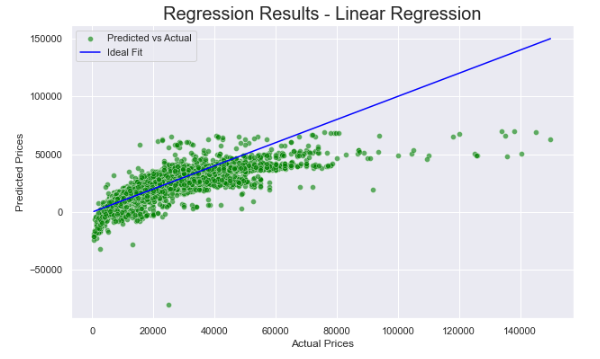 Regression Results - Linear Regression
Predicted vs Actual
Ideal Fit
150000
100000
50000
0
−50000
Predicted Prices
0
20000
40000
60000
80000
100000
120000
140000
Actual Prices